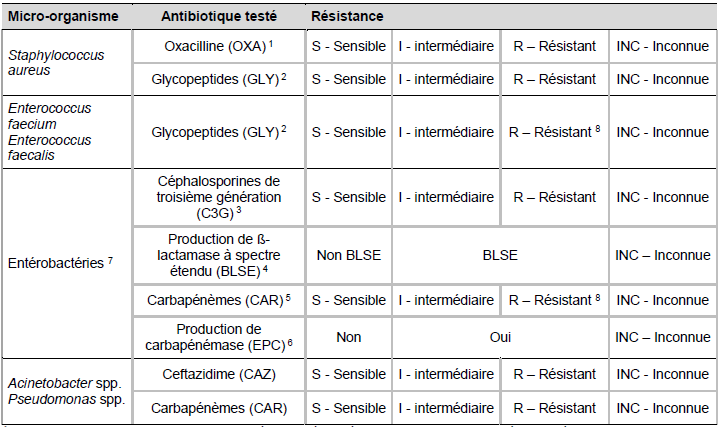 Micro-organisme Antibiotique testé Résistance
Staphylococcus
aureus
Oxacilline (OXA) 1 S - Sensible I - intermédiaire R – Résistant INC - Inconnue
Glycopeptides (GLY) 2 S - Sensible I - intermédiaire R – Résistant INC - Inconnue
Enterococcus
faecium
Enterococcus
faecalis
Glycopeptides (GLY) 2 S - Sensible I - intermédiaire R – Résistant 8 INC - Inconnue
Entérobactéries 7
Céphalosporines de
troisième génération
(C3G) 3
S - Sensible I - intermédiaire R – Résistant INC - Inconnue
Production de ß-
lactamase à spectre
étendu (BLSE) 4
Non BLSE BLSE INC – Inconnue
Carbapénèmes (CAR) 5 S - Sensible I - intermédiaire R – Résistant 8 INC - Inconnue
Production de
carbapénémase (EPC) 6
Non Oui INC – Inconnue
Acinetobacter spp.
Pseudomonas spp.
Ceftazidime (CAZ) S - Sensible I - intermédiaire R – Résistant INC - Inconnue
Carbapénèmes (CAR) S - Sensible I - intermédiaire R – Résistant INC - Inconnue